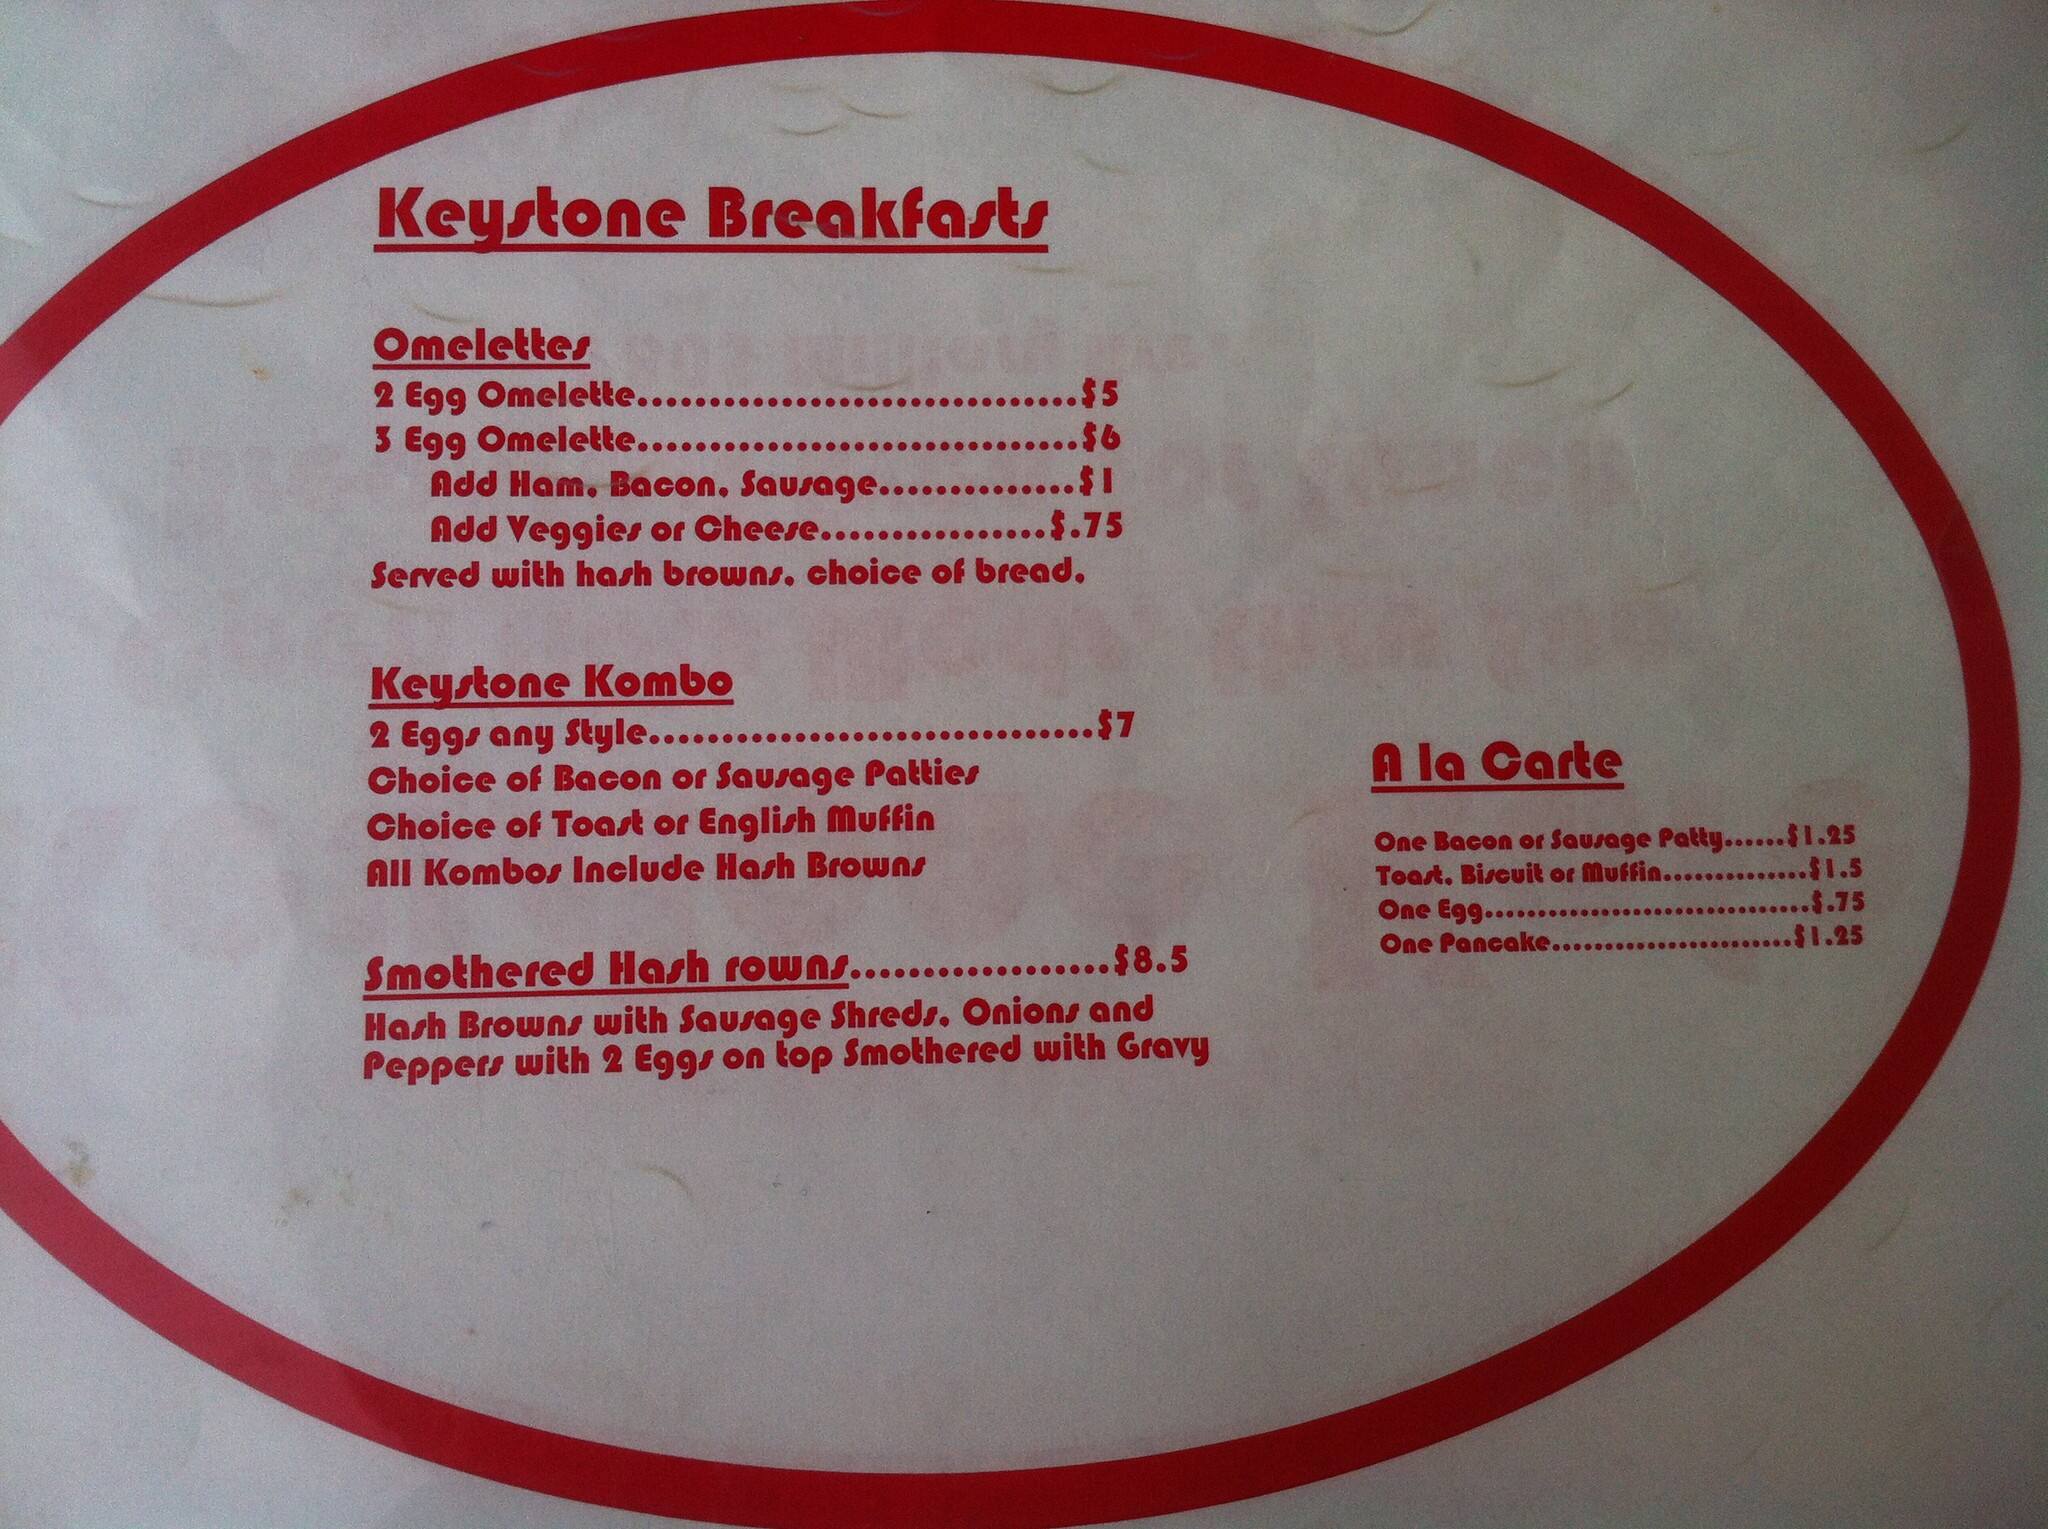 Keystone Breakfasts
Omelettes
2 Egg Omelette...............................$5
3 Egg Omelette...............................$6
Add Ham, Bacon, Sausage..............$1
Add Veggies or Cheese................$.75
Served with hash browns, choice of bread,
Keystone Kombo
2 Eggs any Style...............................$7
Choice of Bacon or Sausage Patties
Choice of Toast or English Muffin
All Kombos Include Hash Browns
Smothered Hash rowns..................$8.5
Hash Browns with Sausage Shreds, Onions and
Peppers with 2 Eggs on top Smothered with Gravy
A la Carte
One Bacon or Sausage Patty......$1.25
Toast, Biscuit or Muffin..............$1.5
One Egg................................$.75
One Pancake.......................$1.25